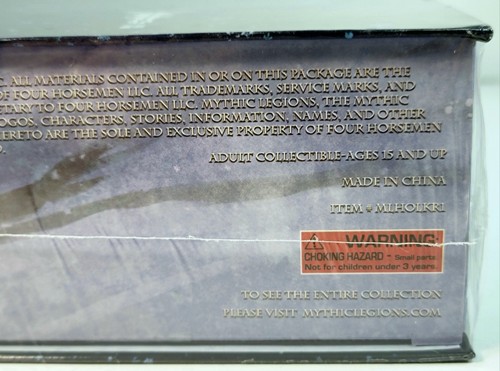 C. ALL MATERIALS CONTAINED IN OR ON THIS PACKAGE ARE THE
OF FOUR HORSEMEN LLC. ALL TRADEMARKS, SERVICE MARKS, AND
TARY TO FOUR HORSEMEN LLC. MYTHIC LEGIONS, THE MYTHIC
OGOS, CHARACTERS, STORIES, INFORMATION, NAMES, AND OTHER
ERETO ARE THE SOLE AND EXCLUSIVE PROPERTY OF FOUR HORSEMEN
ADULT COLLECTIBLE-AGES 15 AND UP
MADE IN CHINA
ITEM # MLHOLKR1
WARNING
CHOKING HAZARD - Small parts.
Not for children under 3 years.
TO SEE THE ENTIRE COLLECTION
PLEASE VISIT MYTHICLEGIONS.COM